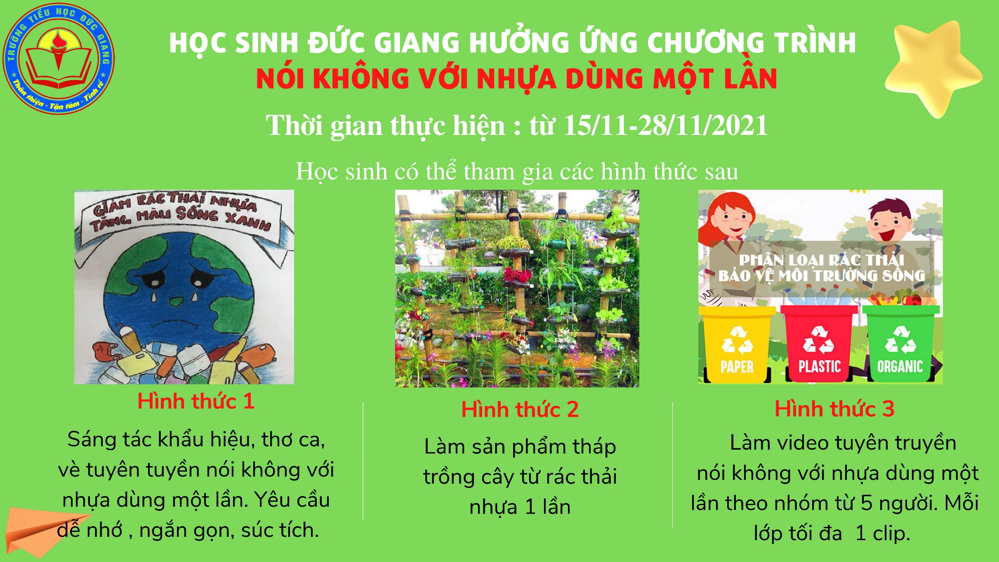 TRƯỜNG TIỂU HỌC ĐỨC GIANG
Thân thiện - Tận tâm - Tinh tế
HỌC SINH ĐỨC GIANG HƯỞNG ỨNG CHƯƠNG TRÌNH
NÓI KHÔNG VỚI NHỰA DÙNG MỘT LẦN
Thời gian thực hiện : từ 15/11-28/11/2021
Học sinh có thể tham gia các hình thức sau
GIẢM RÁC THẢI NHỰA
TĂNG MÀU SỐNG XANH
PHÂN LOẠI RÁC THẢI
BẢO VỆ MÔI TRƯỜNG SỐNG
PAPER
PLASTIC
ORGANIC
Hình thức 1
Sáng tác khẩu hiệu, thơ ca,
vè tuyên tuyền nói không với
nhựa dùng một lần. Yêu cầu
dễ nhớ , ngắn gọn, súc tích.
Hình thức 2
Làm sản phẩm tháp
trồng cây từ rác thải
nhựa 1 lần
Hình thức 3
Làm video tuyên truyền
nói không với nhựa dùng một
lần theo nhóm từ 5 người. Mỗi
lớp tối đa 1 clip.